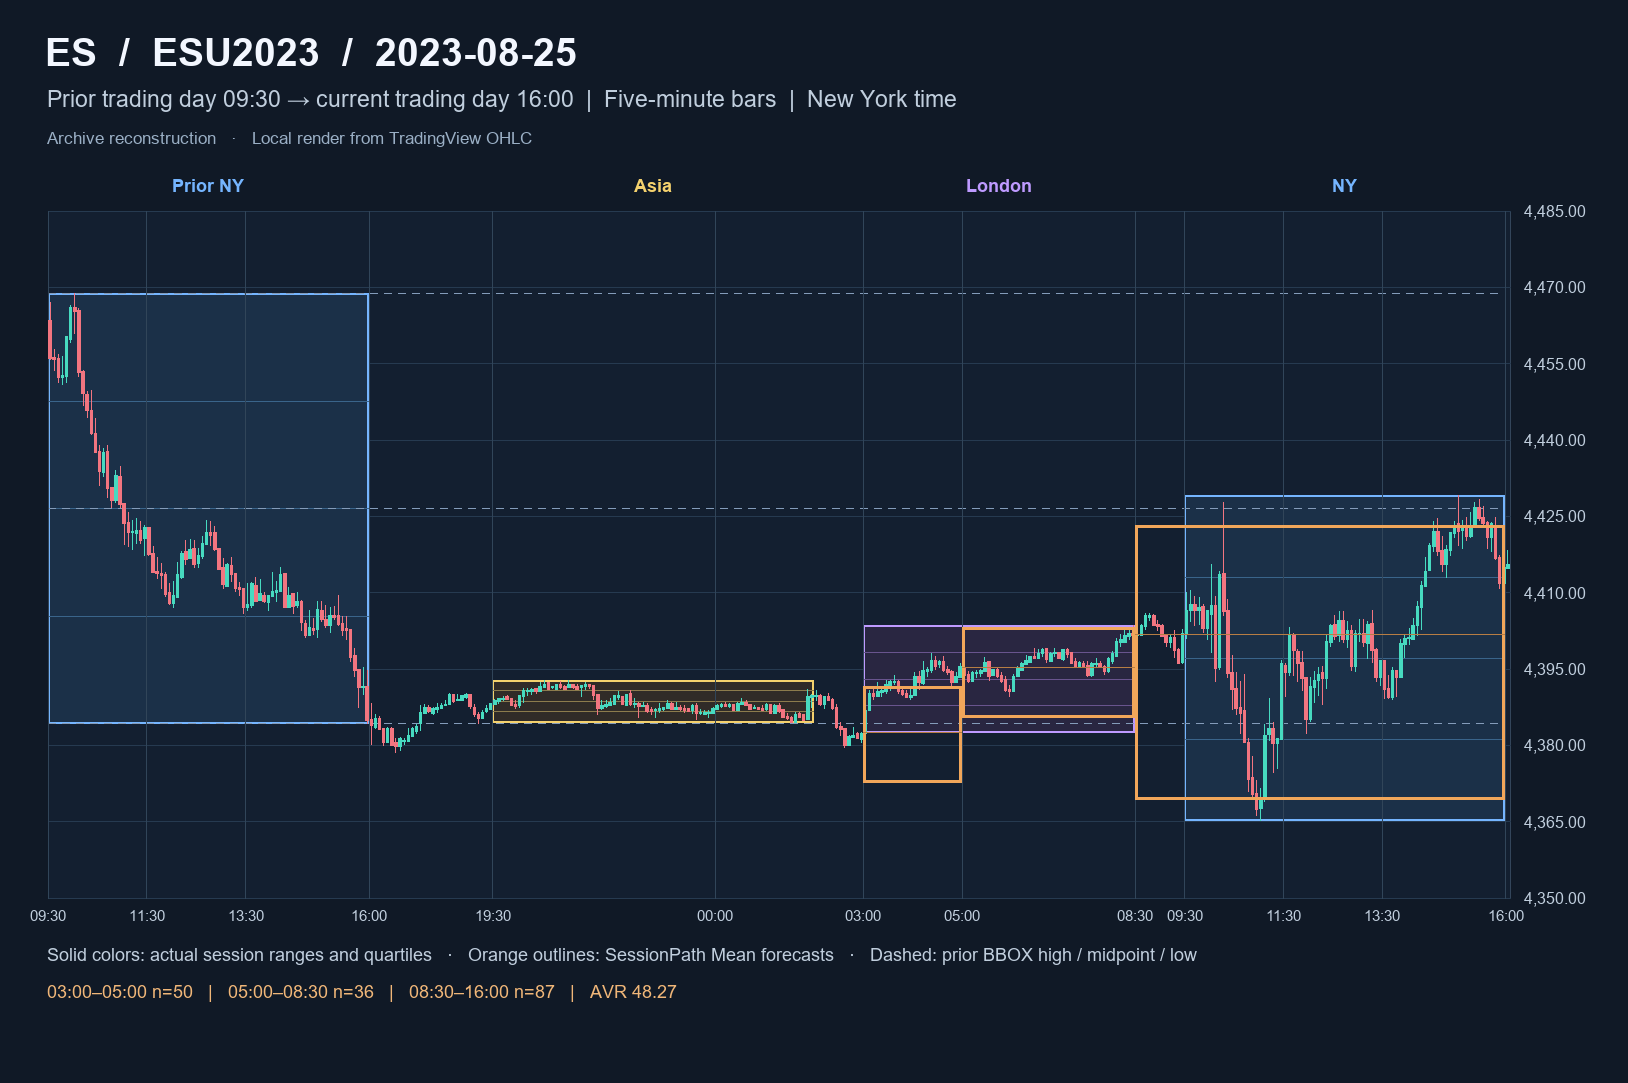 ES / ESU2023 / 2023-08-25
Prior trading day 09:30 → current trading day 16:00 | Five-minute bars | New York time
Archive reconstruction · Local render from TradingView OHLC
Prior NY Asia London NY
4,485.00
4,470.00
4,455.00
4,440.00
4,425.00
4,410.00
4,395.00
4,380.00
4,365.00
4,350.00
09:30 11:30 13:30 16:00 19:30 00:00 03:00 05:00 08:30 09:30 11:30 13:30 16:00
Solid colors: actual session ranges and quartiles · Orange outlines: SessionPath Mean forecasts · Dashed: prior BBOX high / midpoint / low
03:00–05:00 n=50 | 05:00–08:30 n=36 | 08:30–16:00 n=87 | AVR 48.27